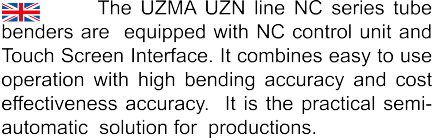 The UZMA UZN line NC series tube
benders are equipped with NC control unit and
Touch Screen Interface. It combines easy to use
operation with high bending accuracy and cost
effectiveness accuracy. It is the practical semi-
automatic solution for productions.